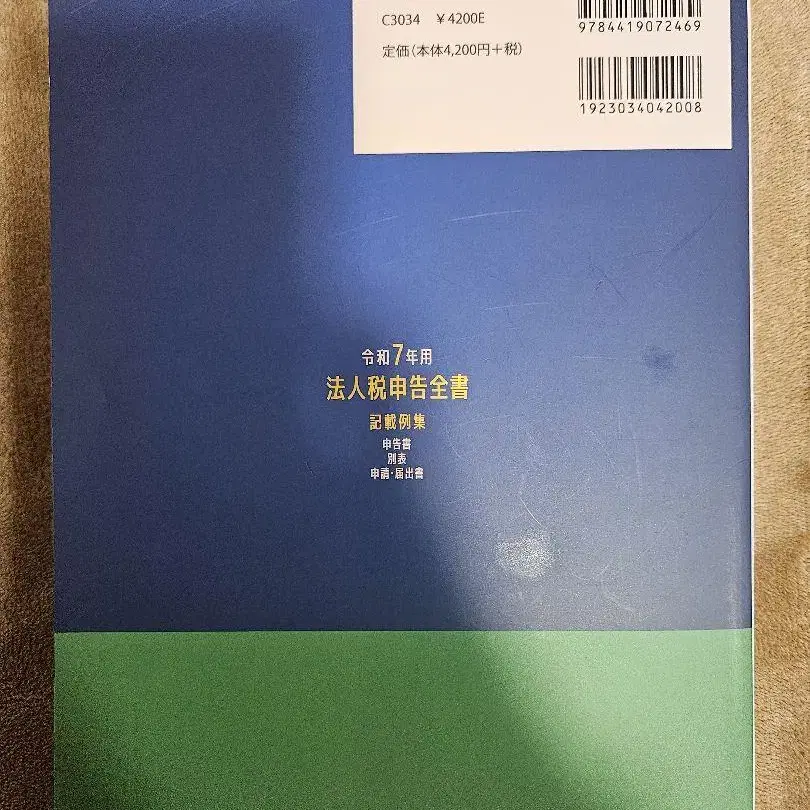 C3034 ¥4200E
定価(本体4,200円+税)
9784419072469
1923034042008
令和7年用
法人税申告全書
記載例集
申告書
別表
申請・届出書